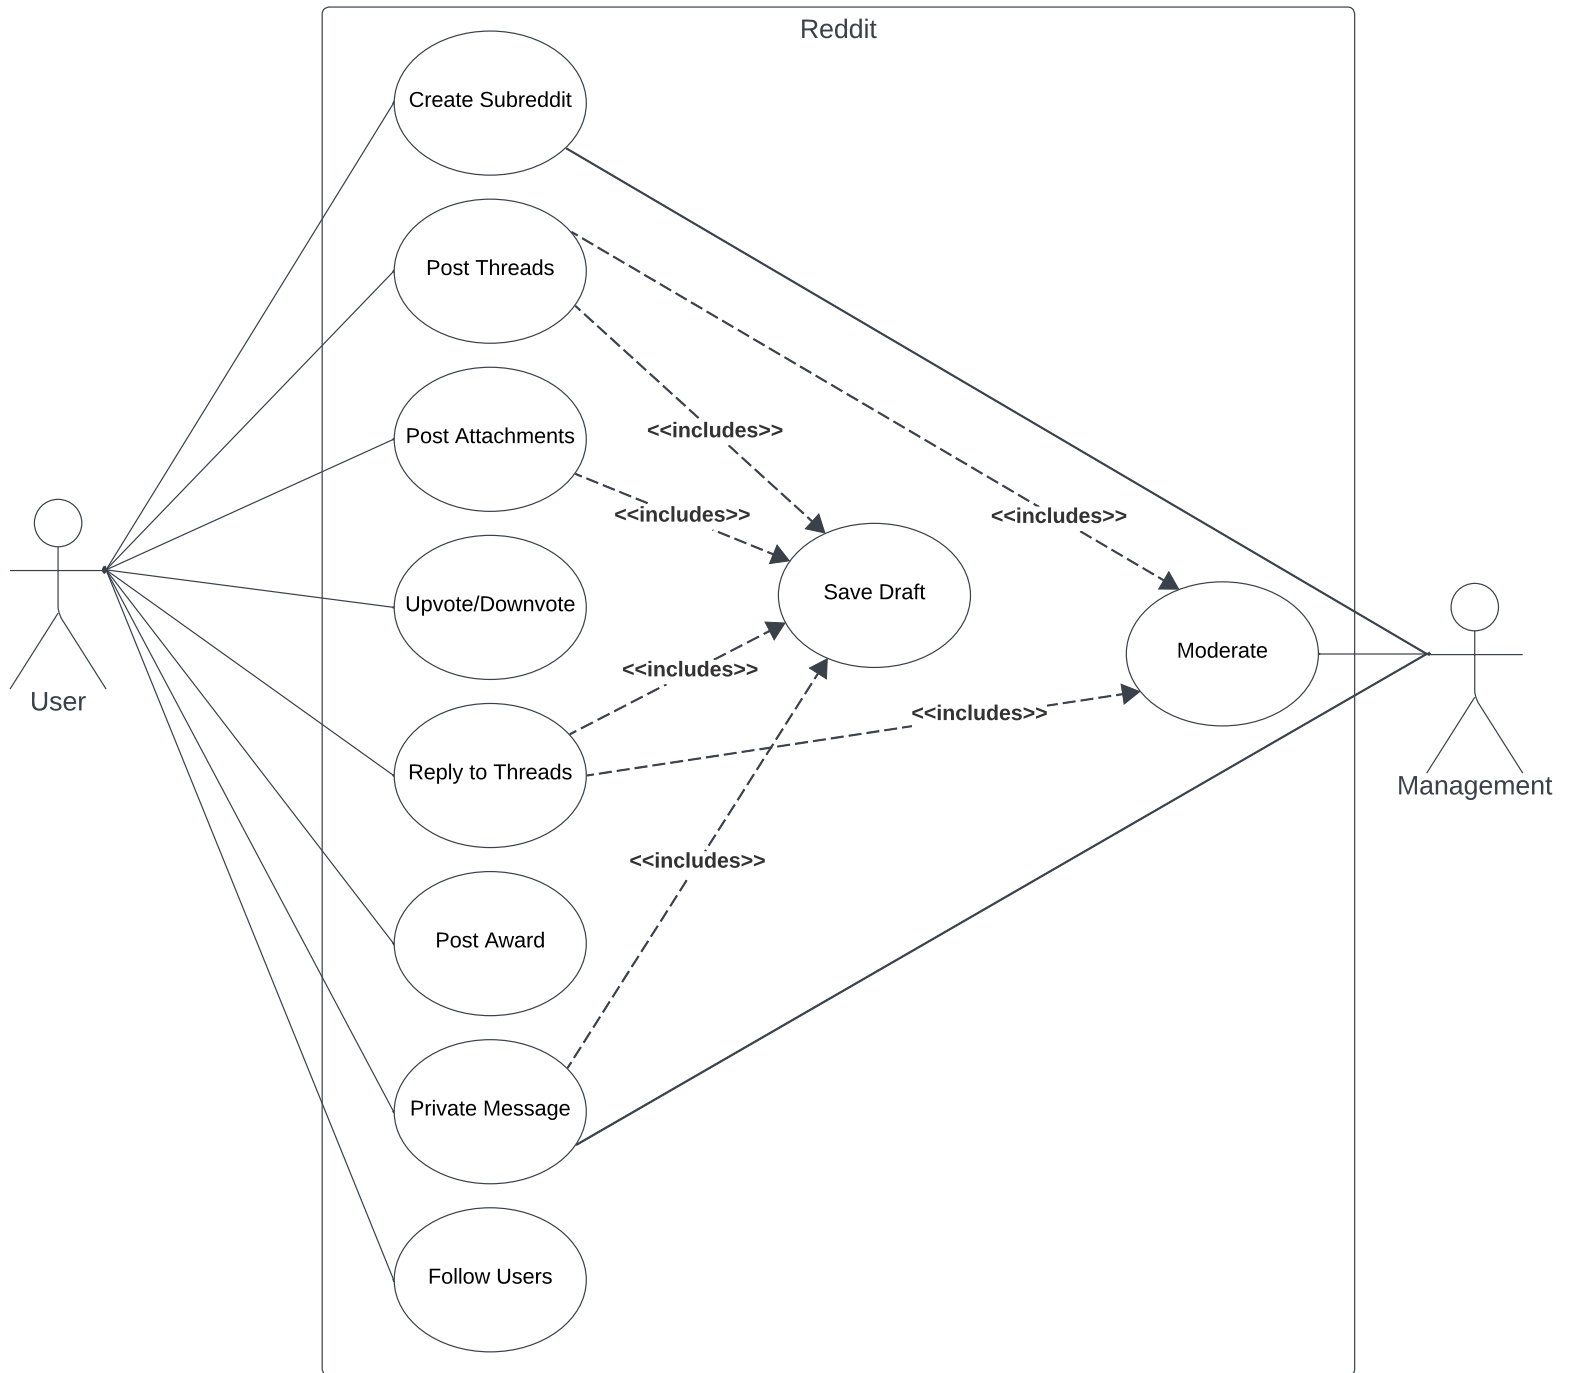 Reddit
Create Subreddit
Post Threads
<<includes>>
Post Attachments
<<includes>>
<<includes>>
Save Draft
Upvote/Downvote
Moderate
<<includes>>
User
<<includes>>
Reply to Threads
Management
<<includes>>
Post Award
Private Message
Follow Users